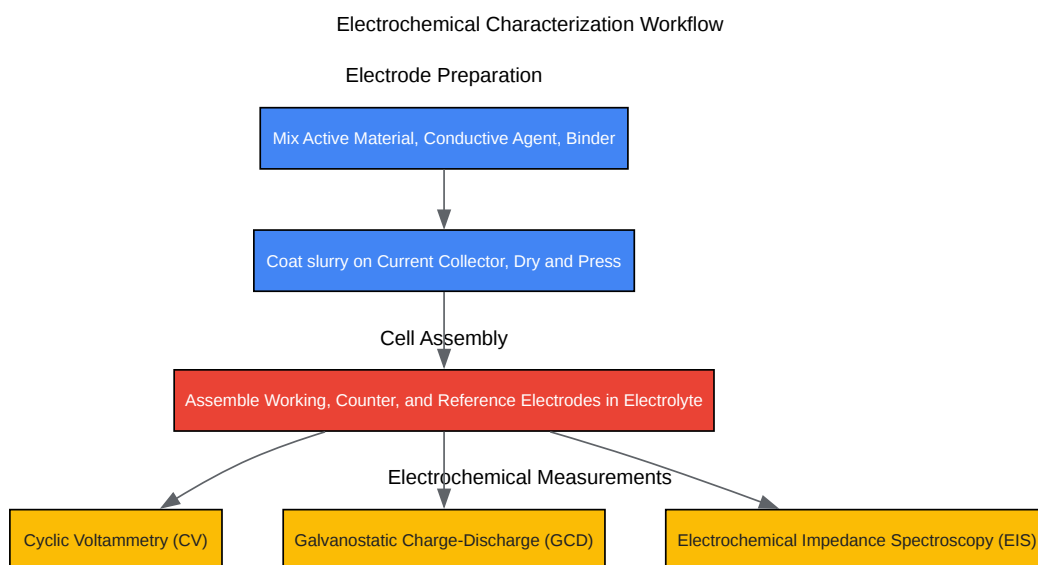 Electrochemical Characterization Workflow
Electrode Preparation
Mix Active Material, Conductive Agent, Binder
Coat slurry on Current Collector, Dry and Press
Cell Assembly
Assemble Working, Counter, and Reference Electrodes in Electrolyte
Electrochemical Measurements
Cyclic Voltammetry (CV)
Galvanostatic Charge-Discharge (GCD)
Electrochemical Impedance Spectroscopy (EIS)